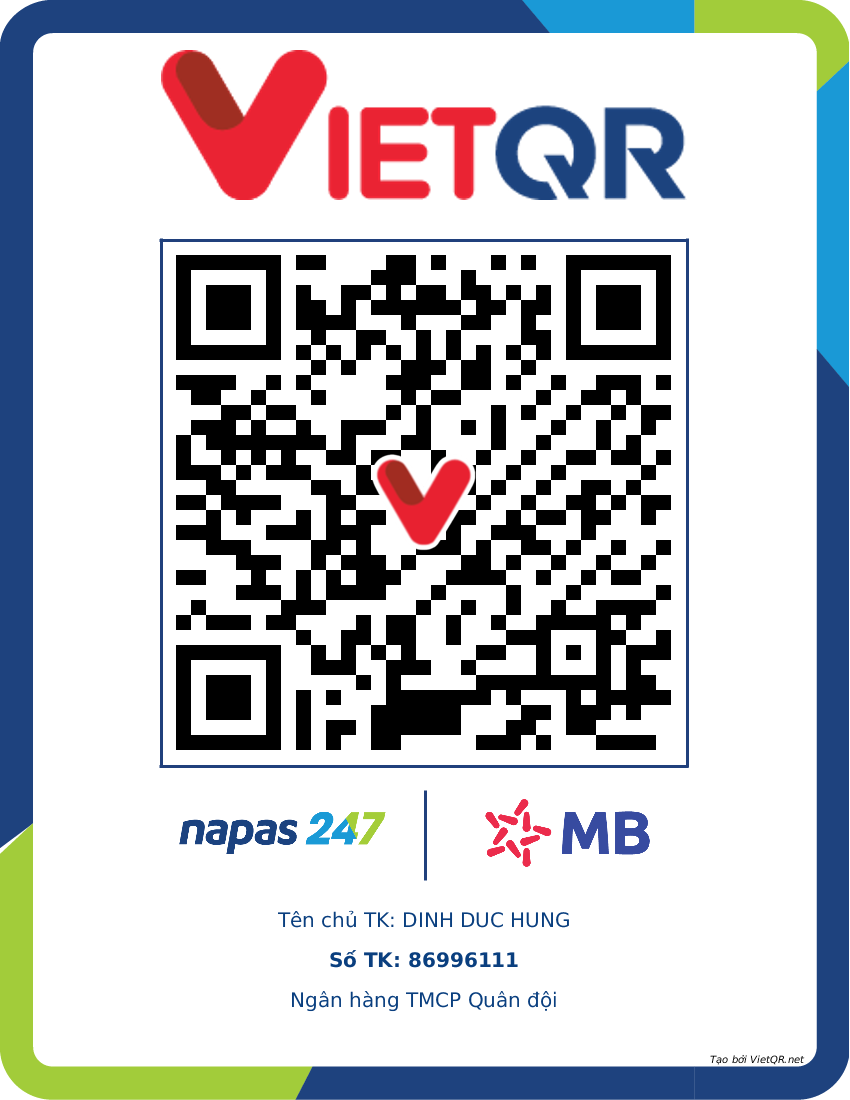 VIETQR
napas 247
MB
Tên chủ TK: DINH DUC HUNG
Số TK: 86996111
Ngân hàng TMCP Quân đội
Tạo bởi VietQR.net